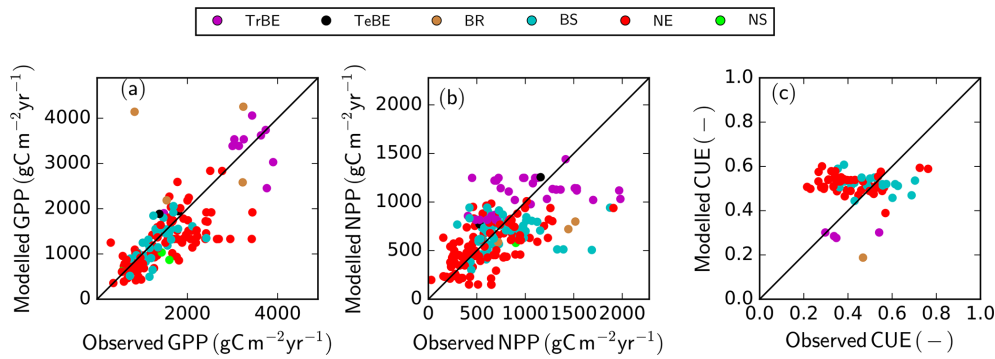 TrBE TeBE BR BS NE NS
(a)
Modelled GPP (gC m⁻²yr⁻¹)
4000
3000
2000
1000
0
0 2000 4000
Observed GPP (gC m⁻²yr⁻¹)
(b)
Modelled NPP (gC m⁻²yr⁻¹)
2000
1500
1000
500
0
0 500 1000 1500 2000
Observed NPP (gC m⁻²yr⁻¹)
(c)
Modelled CUE (−)
1.0
0.8
0.6
0.4
0.2
0.0
0.0 0.2 0.4 0.6 0.8 1.0
Observed CUE (−)